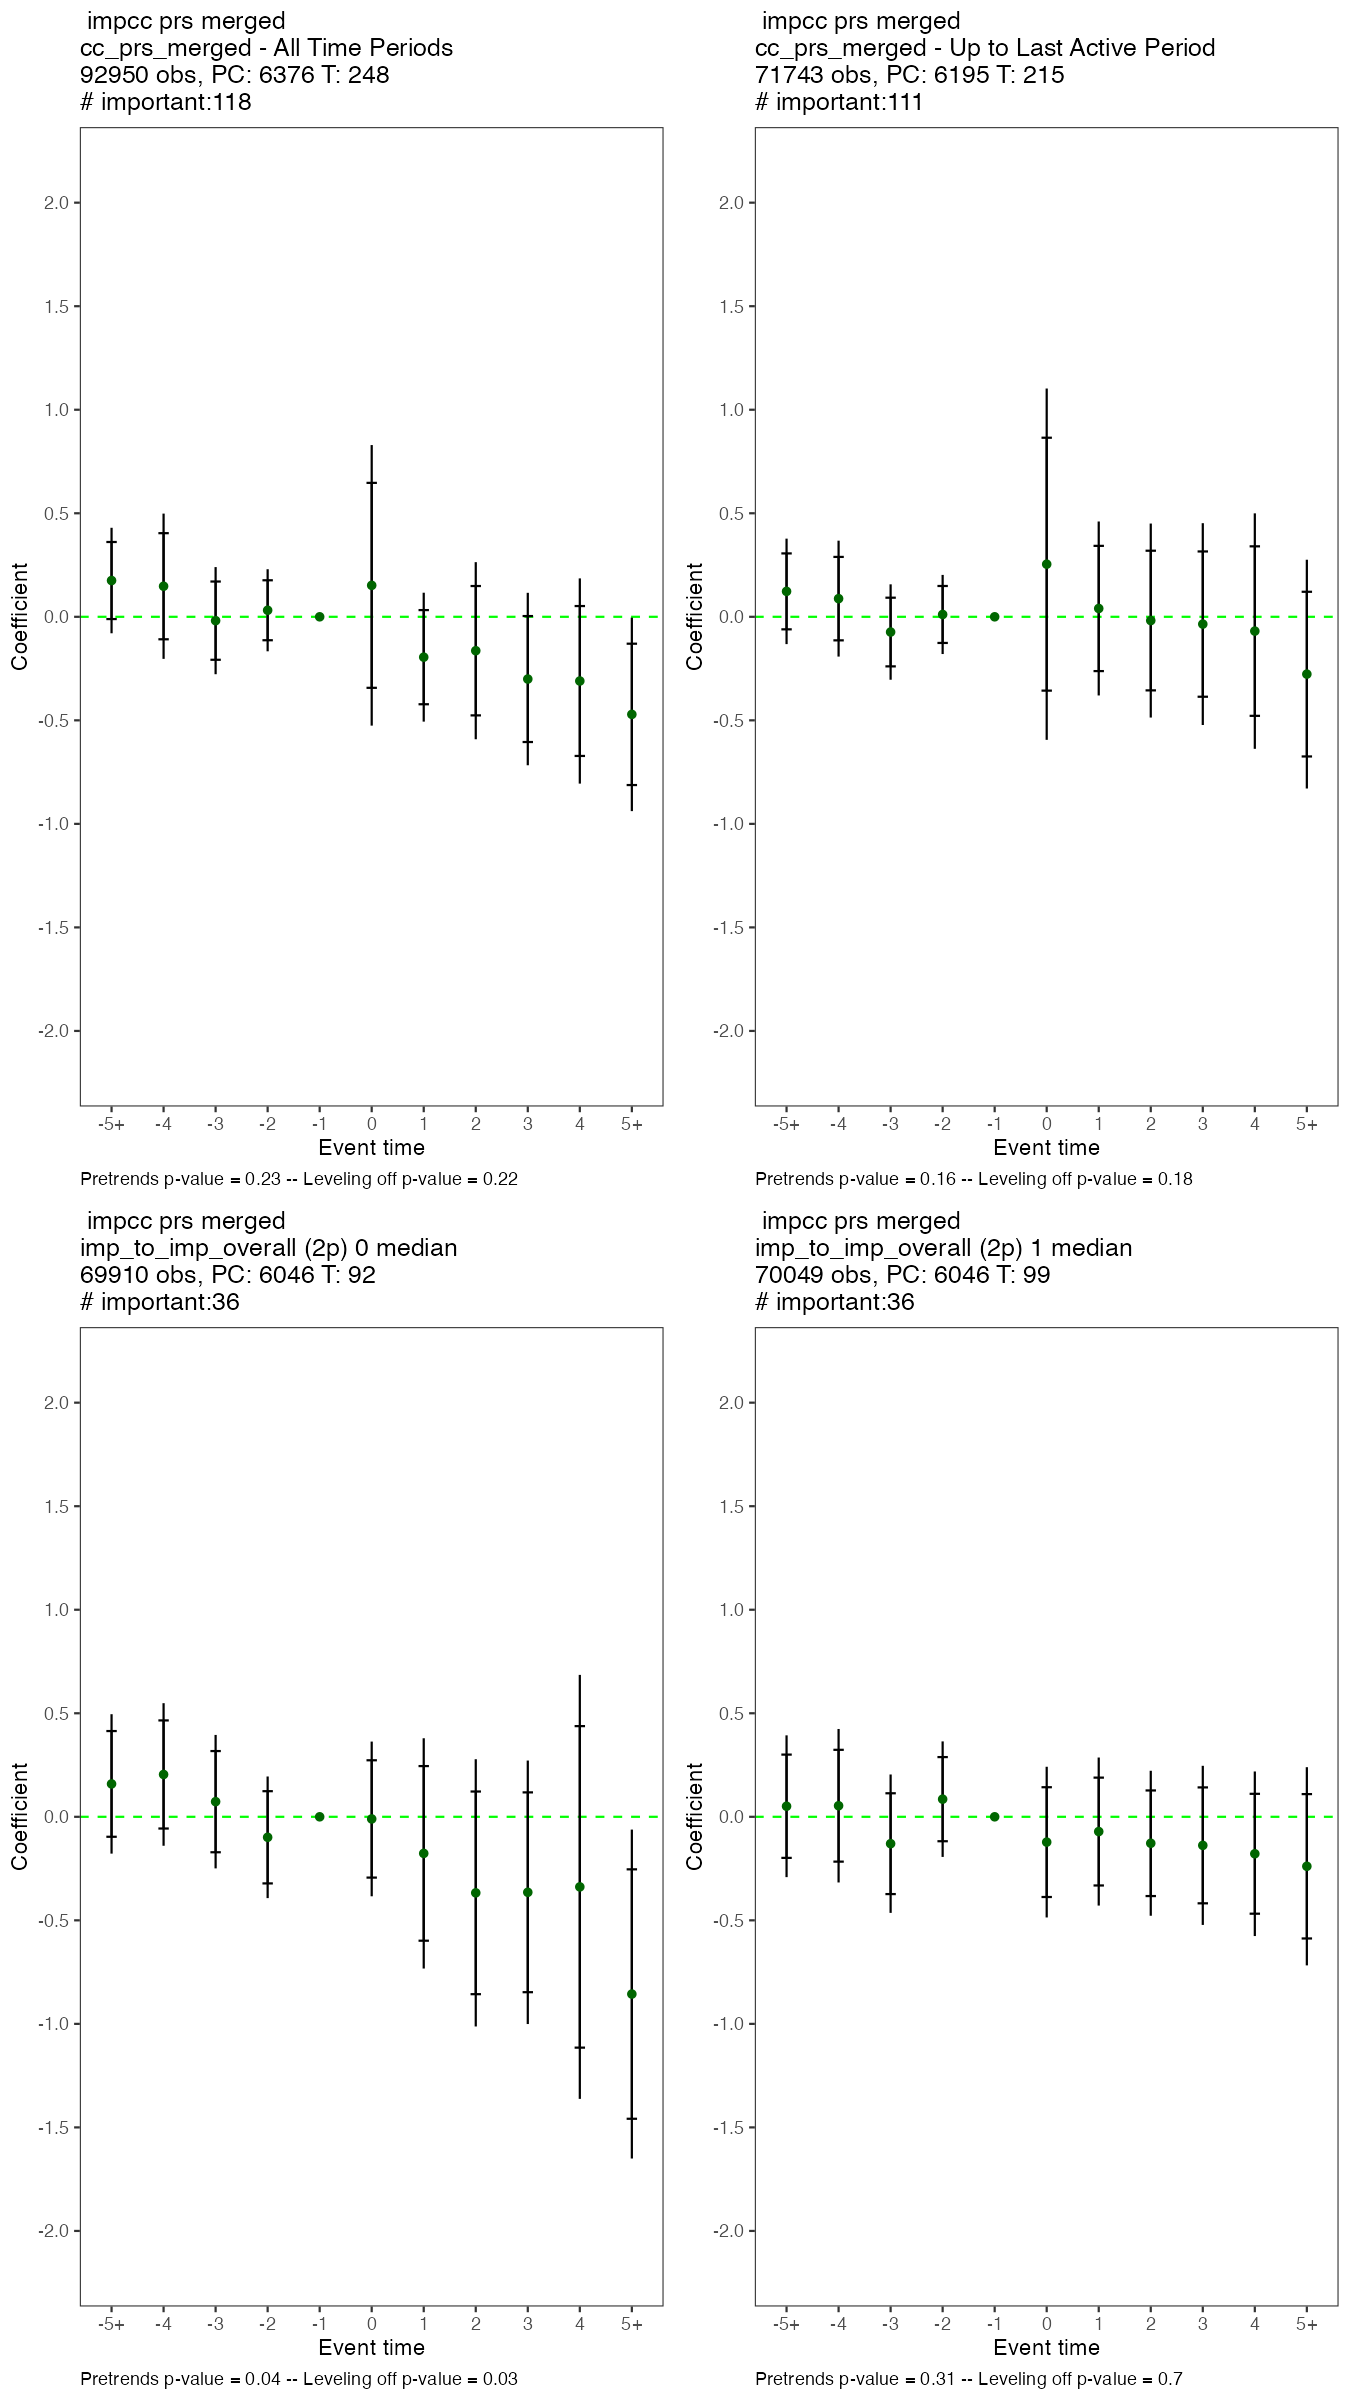 impcc prs merged
cc_prs_merged - All Time Periods
92950 obs, PC: 6376 T: 248
# important:118
2.0
1.5
1.0
0.5
0.0
-0.5
-1.0
-1.5
-2.0
Coefficient
-5+ -4 -3 -2 -1 0 1 2 3 4 5+
Event time
Pretrends p-value = 0.23 -- Leveling off p-value = 0.22
impcc prs merged
cc_prs_merged - Up to Last Active Period
71743 obs, PC: 6195 T: 215
# important:111
2.0
1.5
1.0
0.5
0.0
-0.5
-1.0
-1.5
-2.0
Coefficient
-5+ -4 -3 -2 -1 0 1 2 3 4 5+
Event time
Pretrends p-value = 0.16 -- Leveling off p-value = 0.18
impcc prs merged
imp_to_imp_overall (2p) 0 median
69910 obs, PC: 6046 T: 92
# important:36
2.0
1.5
1.0
0.5
0.0
-0.5
-1.0
-1.5
-2.0
Coefficient
-5+ -4 -3 -2 -1 0 1 2 3 4 5+
Event time
Pretrends p-value = 0.04 -- Leveling off p-value = 0.03
impcc prs merged
imp_to_imp_overall (2p) 1 median
70049 obs, PC: 6046 T: 99
# important:36
2.0
1.5
1.0
0.5
0.0
-0.5
-1.0
-1.5
-2.0
Coefficient
-5+ -4 -3 -2 -1 0 1 2 3 4 5+
Event time
Pretrends p-value = 0.31 -- Leveling off p-value = 0.7